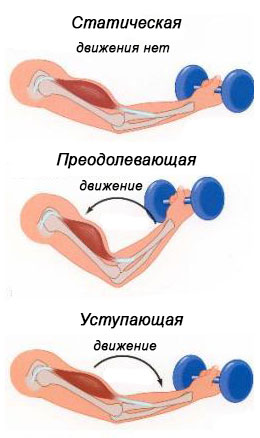 Статическая
движения нет
Преодолевающая
движение
Уступающая
движение